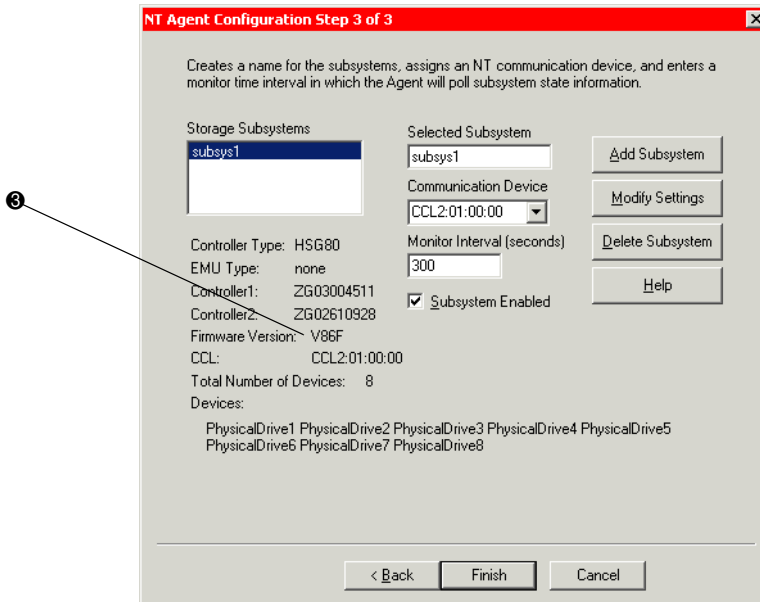 NT Agent Configuration Step 3 of 3
Creates a name for the subsystems, assigns an NT communication device, and enters a
monitor time interval in which the Agent will poll subsystem state information.
Storage Subsystems
subsys1
Selected Subsystem
subsys1
Communication Device
CCL2:01:00:00
Monitor Interval (seconds)
300
Subsystem Enabled
Add Subsystem
Modify Settings
Delete Subsystem
Help
❸
Controller Type: HSG80
EMU Type: none
Controller1: ZG03004511
Controller2: ZG02610928
Firmware Version: V86F
CCL: CCL2:01:00:00
Total Number of Devices: 8
Devices:
PhysicalDrive1 PhysicalDrive2 PhysicalDrive3 PhysicalDrive4 PhysicalDrive5
PhysicalDrive6 PhysicalDrive7 PhysicalDrive8
< Back
Finish
Cancel